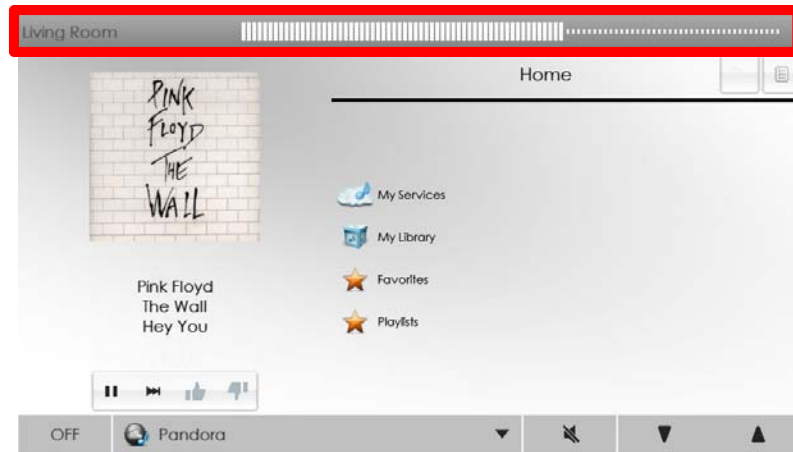 Living Room
Home
PINK
FLOYD
THE
WALL
My Services
My Library
Favorites
Playlists
Pink Floyd
The Wall
Hey You
OFF
Pandora